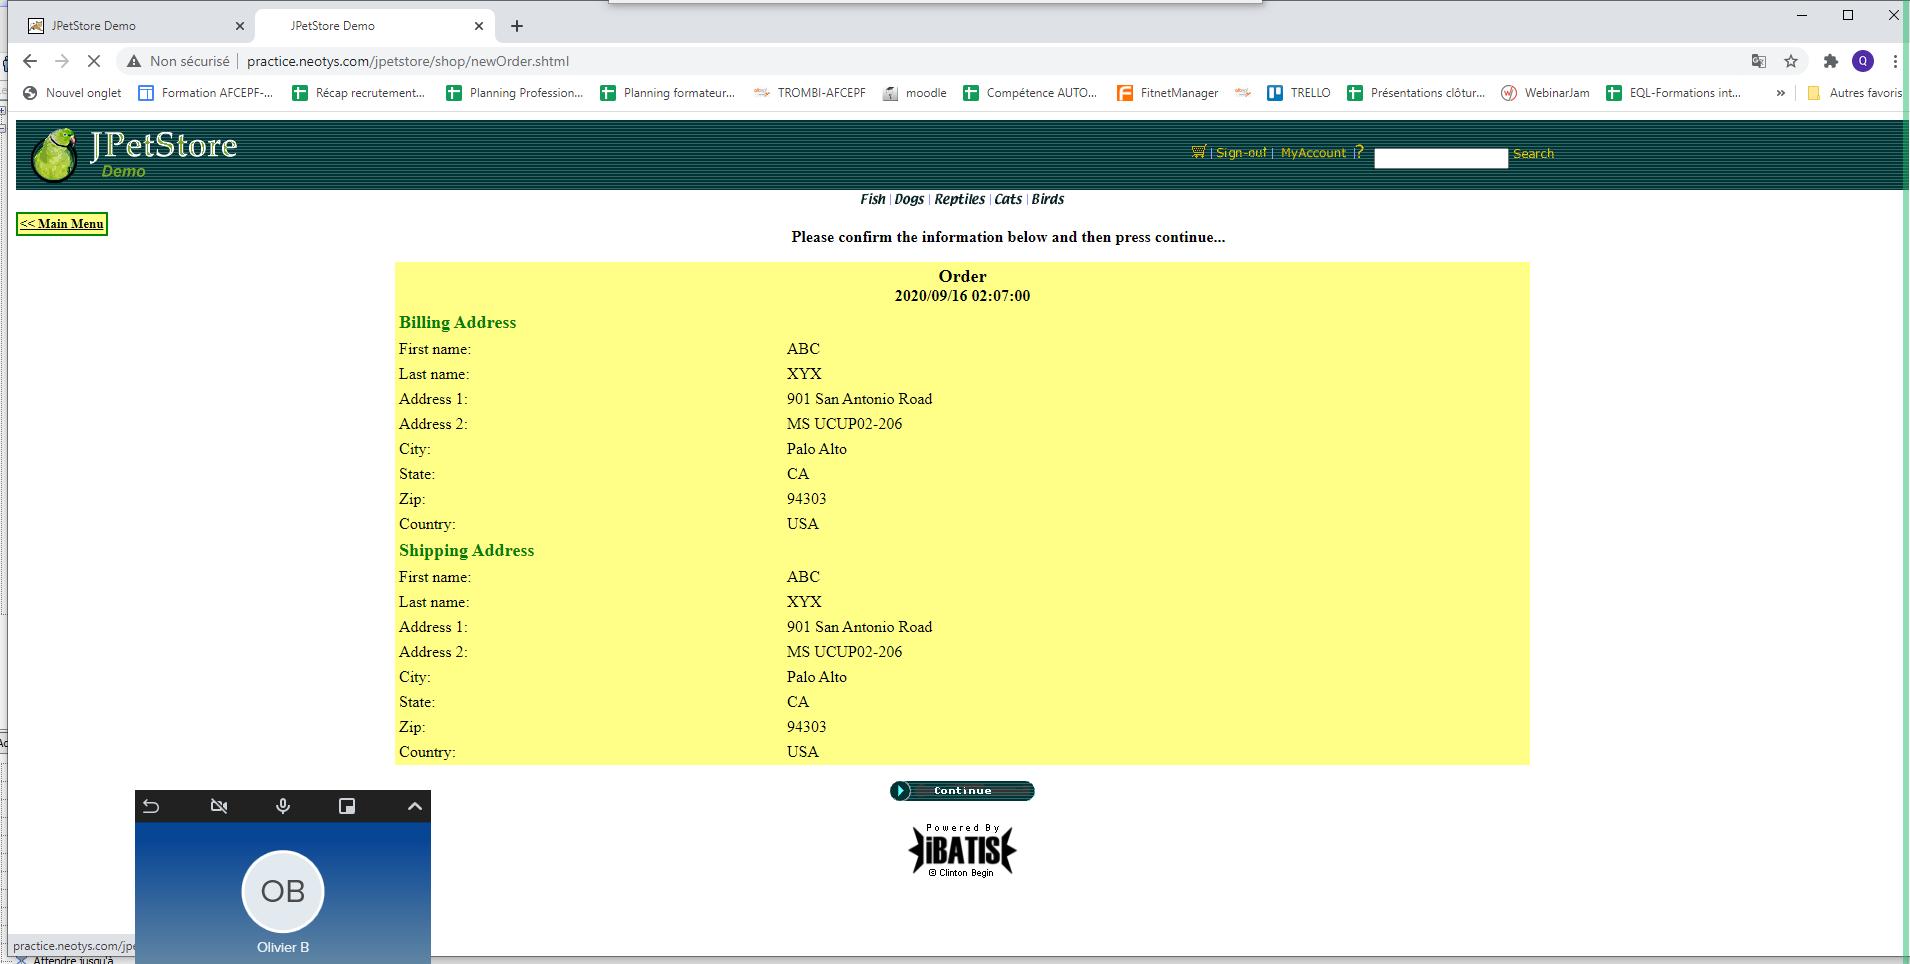 JPetStore Demo
JPetStore Demo
Non sécurisé
practice.neotys.com/jpetstore/shop/newOrder.shtml
Q
Nouvel onglet
Formation AFCEPF-...
Récap recrutement...
Planning Profession...
Planning formateur...
TROMBI-AFCEPF
moodle
Compétence AUTO...
FitnetManager
TRELLO
Présentations clôtur...
WebinarJam
EQL-Formations int...
»
Autres favoris
JPetStore
Demo
| Sign-out | MyAccount | ?
Search
Fish | Dogs | Reptiles | Cats | Birds
<< Main Menu
Please confirm the information below and then press continue...
Order
2020/09/16 02:07:00
Billing Address
First name: ABC
Last name: XYX
Address 1: 901 San Antonio Road
Address 2: MS UCUP02-206
City: Palo Alto
State: CA
Zip: 94303
Country: USA
Shipping Address
First name: ABC
Last name: XYX
Address 1: 901 San Antonio Road
Address 2: MS UCUP02-206
City: Palo Alto
State: CA
Zip: 94303
Country: USA
Continue
Powered By
iBATIS
© Clinton Begin
OB
Olivier B
practice.neotys.com/jpe
Attendre jusqu'à